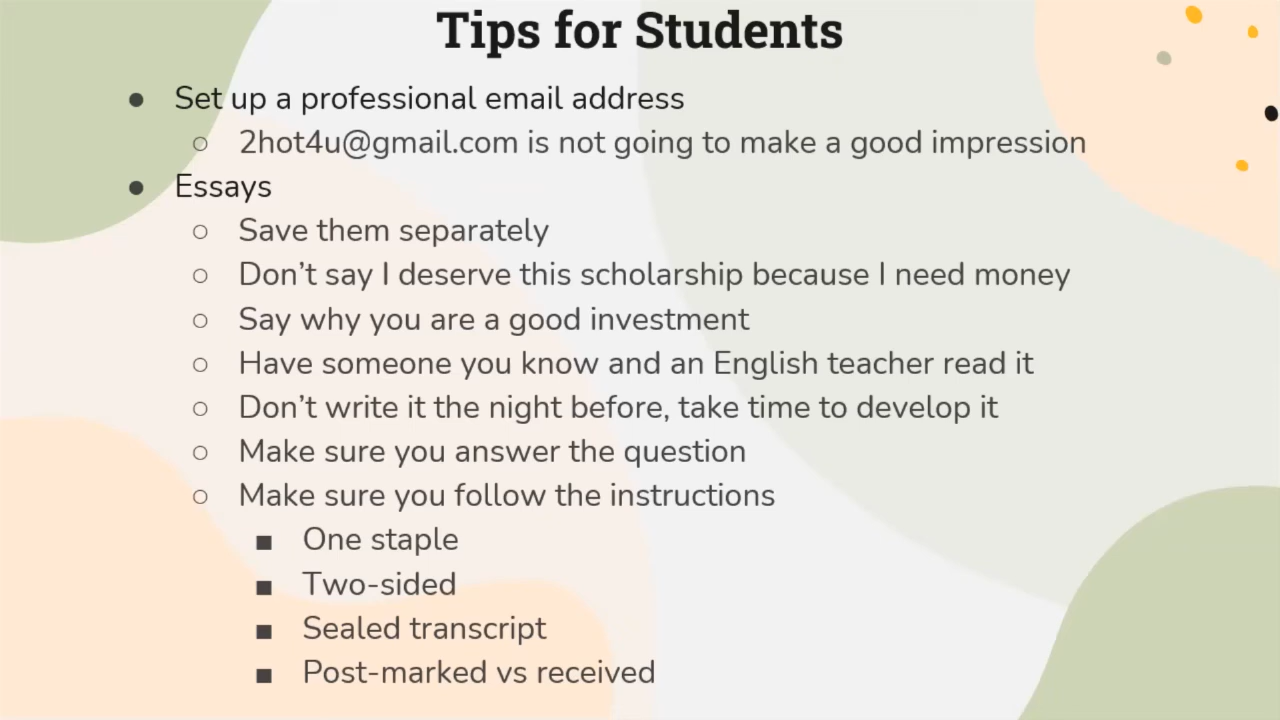 Tips for Students
● Set up a professional email address
○ 2hot4u@gmail.com is not going to make a good impression
● Essays
○ Save them separately
○ Don’t say I deserve this scholarship because I need money
○ Say why you are a good investment
○ Have someone you know and an English teacher read it
○ Don’t write it the night before, take time to develop it
○ Make sure you answer the question
○ Make sure you follow the instructions
■ One staple
■ Two-sided
■ Sealed transcript
■ Post-marked vs received